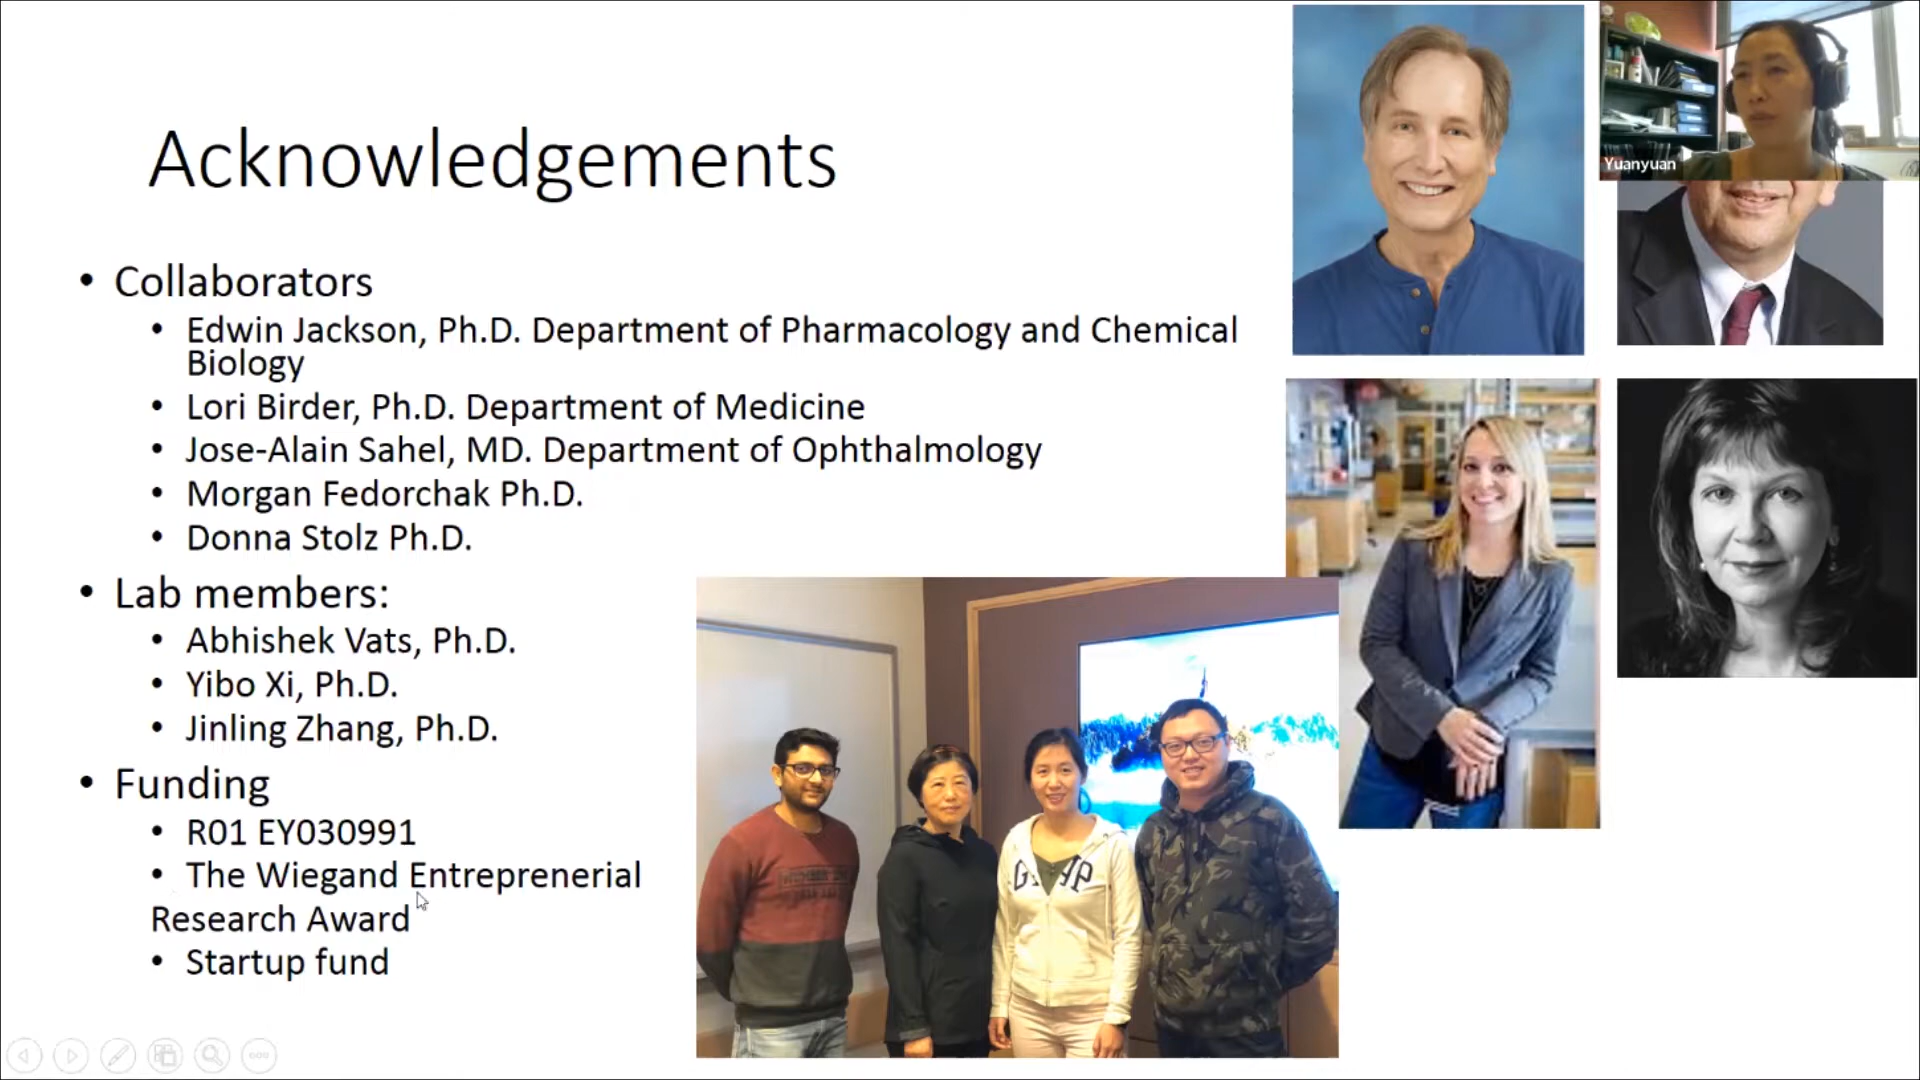 Acknowledgements
• Collaborators
• Edwin Jackson, Ph.D. Department of Pharmacology and Chemical
Biology
• Lori Birder, Ph.D. Department of Medicine
• Jose-Alain Sahel, MD. Department of Ophthalmology
• Morgan Fedorchak Ph.D.
• Donna Stolz Ph.D.
• Lab members:
• Abhishek Vats, Ph.D.
• Yibo Xi, Ph.D.
• Jinling Zhang, Ph.D.
• Funding
• R01 EY030991
• The Wiegand Entreprenerial
Research Award
• Startup fund
Yuanyuan